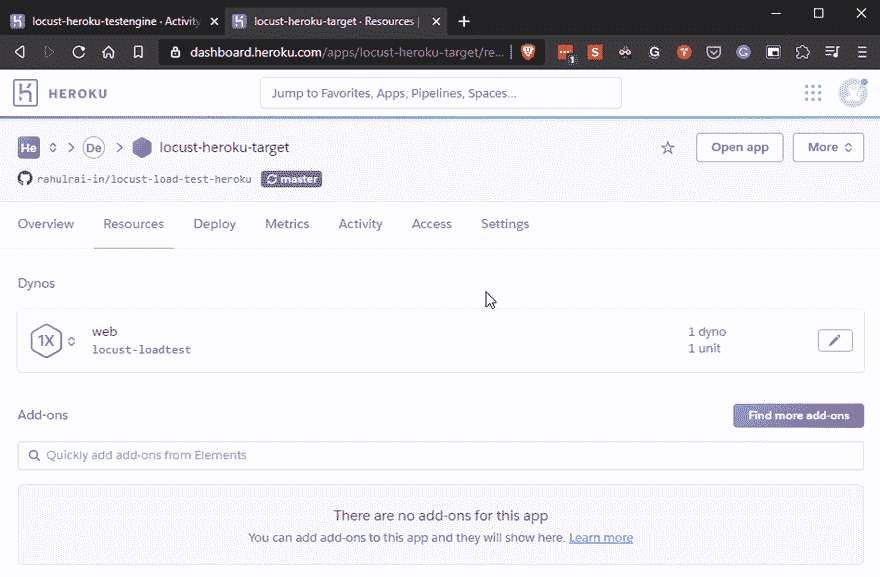 locust-heroku-testengine · Activity
locust-heroku-target · Resources |
dashboard.heroku.com/apps/locust-heroku-target/re...
1
S
G
HEROKU
Jump to Favorites, Apps, Pipelines, Spaces...
He
De
locust-heroku-target
Open app
More
rahulrai-in/locust-load-test-heroku
master
Overview
Resources
Deploy
Metrics
Activity
Access
Settings
Dynos
1X
web
locust-loadtest
1 dyno
1 unit
Add-ons
Find more add-ons
Quickly add add-ons from Elements
There are no add-ons for this app
You can add add-ons to this app and they will show here. Learn more